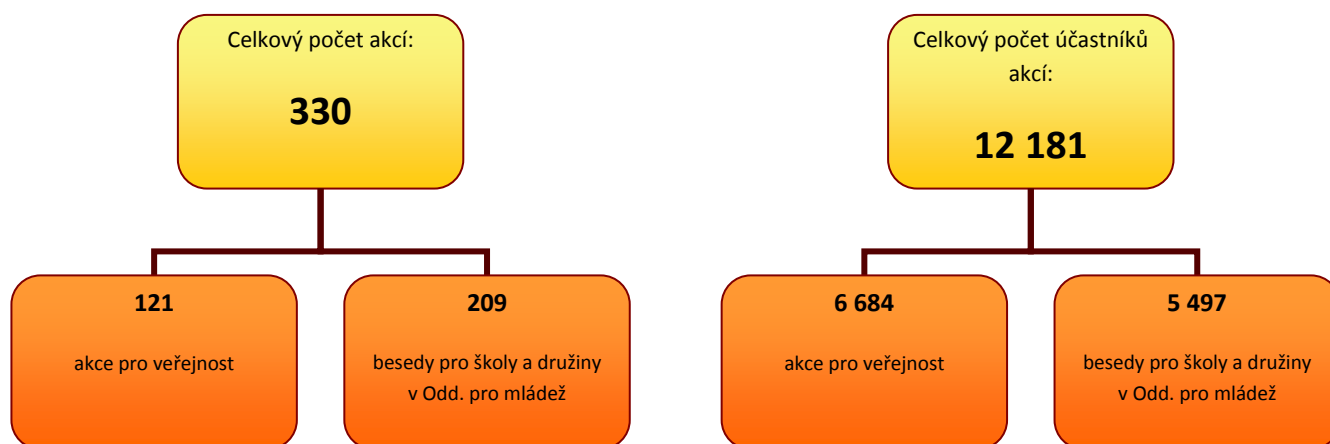 Celkový počet akcí:
330
121
akce pro veřejnost
209
besedy pro školy a družiny
v Odd. pro mládež
Celkový počet účastníků
akcí:
12 181
6 684
akce pro veřejnost
5 497
besedy pro školy a družiny
v Odd. pro mládež